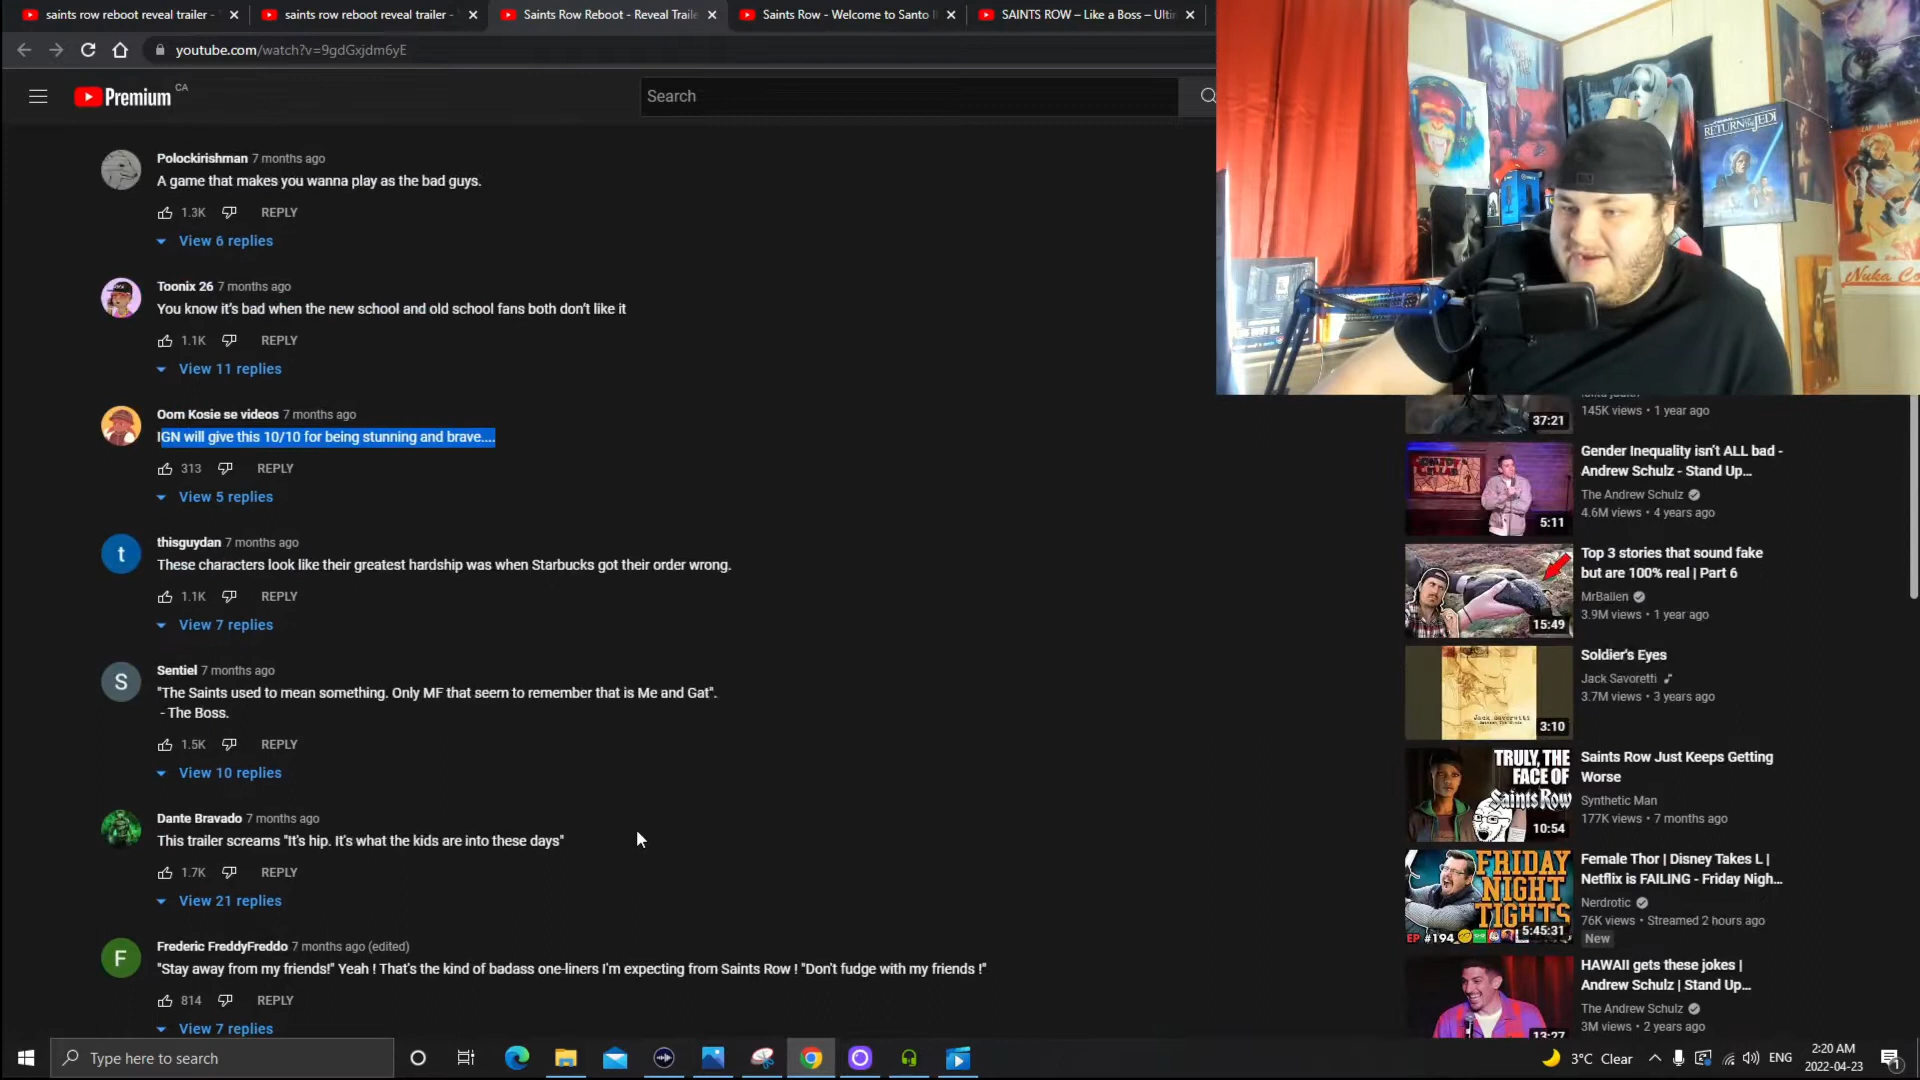 saints row reboot reveal trailer -
saints row reboot reveal trailer -
Saints Row Reboot - Reveal Traile
Saints Row - Welcome to Santo I
SAINTS ROW – Like a Boss – Ulti
youtube.com/watch?v=9gdGxjdm6yE
Premium CA
Search
Polockirishman 7 months ago
A game that makes you wanna play as the bad guys.
1.3K REPLY
View 6 replies
Toonix 26 7 months ago
You know it's bad when the new school and old school fans both don't like it
1.1K REPLY
View 11 replies
Oom Kosie se videos 7 months ago
IGN will give this 10/10 for being stunning and brave....
313 REPLY
View 5 replies
thisguydan 7 months ago
t
These characters look like their greatest hardship was when Starbucks got their order wrong.
1.1K REPLY
View 7 replies
Sentiel 7 months ago
S
"The Saints used to mean something. Only MF that seem to remember that is Me and Gat".
- The Boss.
1.5K REPLY
View 10 replies
Dante Bravado 7 months ago
This trailer screams "It's hip. It's what the kids are into these days"
1.7K REPLY
View 21 replies
Frederic FreddyFreddo 7 months ago (edited)
F
"Stay away from my friends!" Yeah ! That's the kind of badass one-liners I'm expecting from Saints Row ! "Don't fudge with my friends !"
814 REPLY
View 7 replies
RETURN OF THE JEDI
Nuka Co
145K views • 1 year ago
37:21
Gender Inequality isn't ALL bad -
Andrew Schulz - Stand Up...
The Andrew Schulz
4.6M views • 4 years ago
5:11
Top 3 stories that sound fake
but are 100% real | Part 6
MrBallen
3.9M views • 1 year ago
15:49
Soldier's Eyes
Jack Savoretti
3.7M views • 3 years ago
Jack Savoretti
3:10
TRULY, THE
FACE OF
Saints Row
10:54
Saints Row Just Keeps Getting
Worse
Synthetic Man
177K views • 7 months ago
FRIDAY
NIGHT
TIGHTS
EP #194
5:45:31
Female Thor | Disney Takes L |
Netflix is FAILING - Friday Nigh...
Nerdrotic
76K views • Streamed 2 hours ago
New
HAWAII gets these jokes |
Andrew Schulz | Stand Up...
The Andrew Schulz
3M views • 2 years ago
13:27
Type here to search
3°C Clear
ENG
2:20 AM
2022-04-23
1